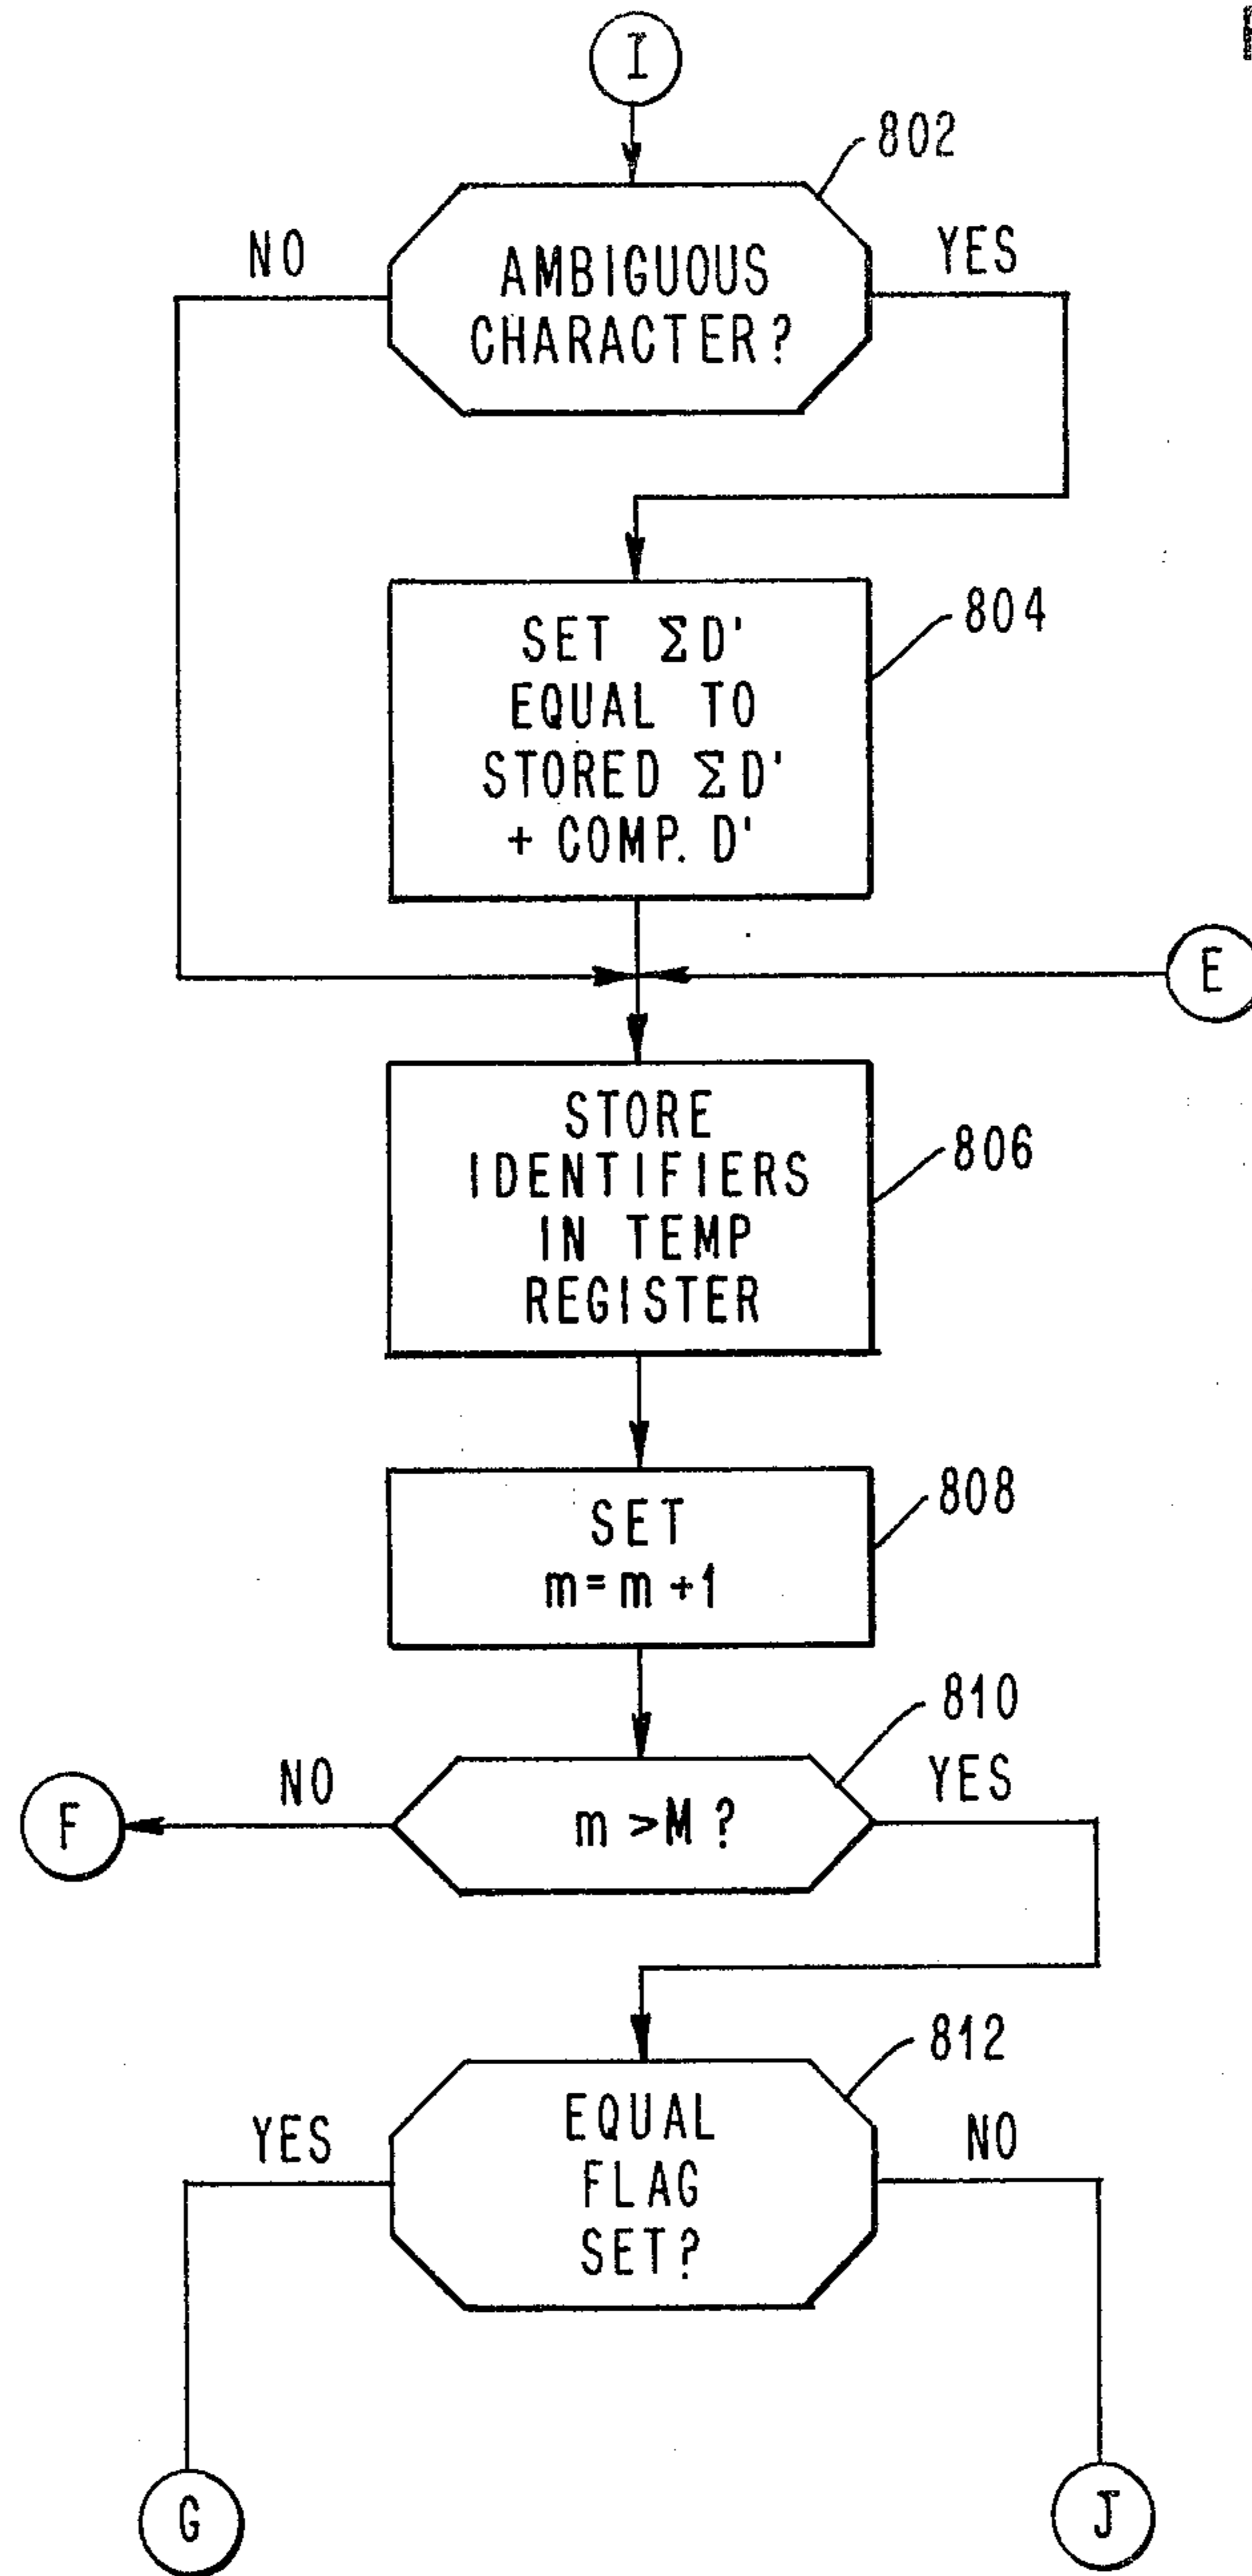 I
802
NO
YES
AMBIGUOUS
CHARACTER?
804
SET ΣD'
EQUAL TO
STORED ΣD'
+ COMP. D'
E
806
STORE
IDENTIFIERS
IN TEMP
REGISTER
808
SET
m=m+1
810
NO
YES
F
m>M?
812
YES
NO
EQUAL
FLAG
SET?
G
J